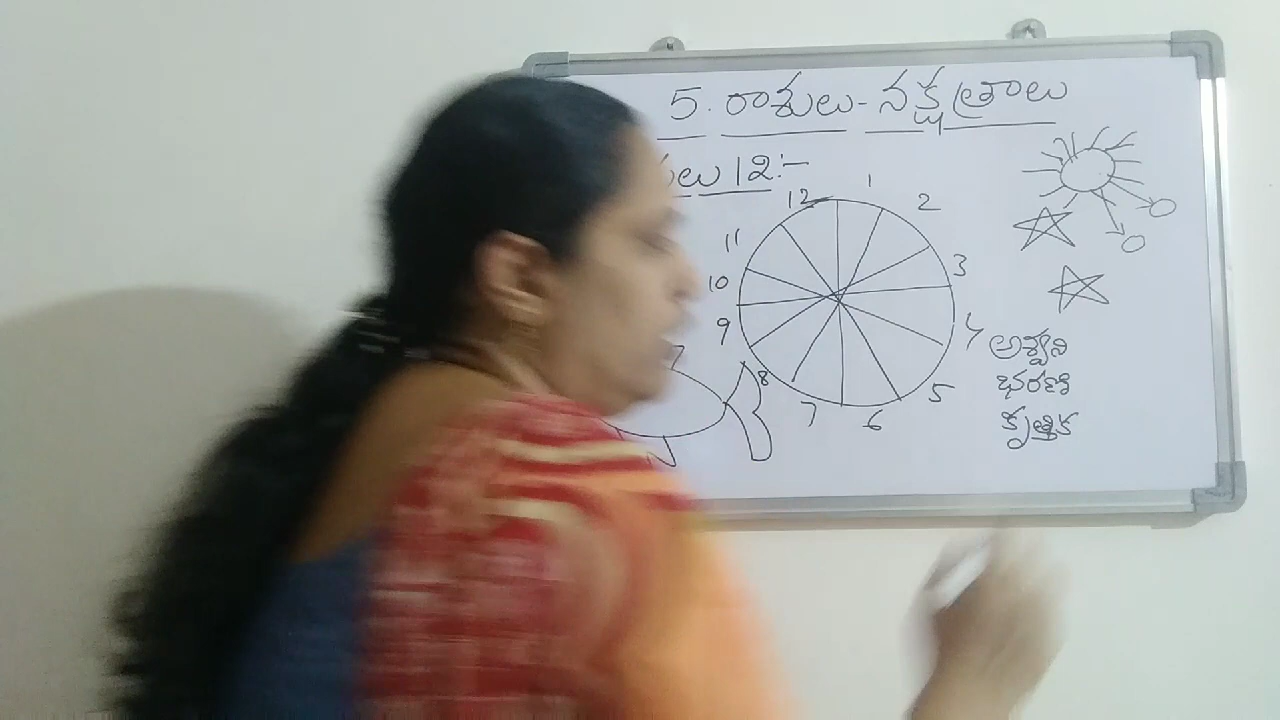 5. రాశులు - నక్షత్రాలు
లు 12:-
12 1 2
11 3
10
9 4
8 5
7 6
అశ్వని
భరణి
కృత్తిక